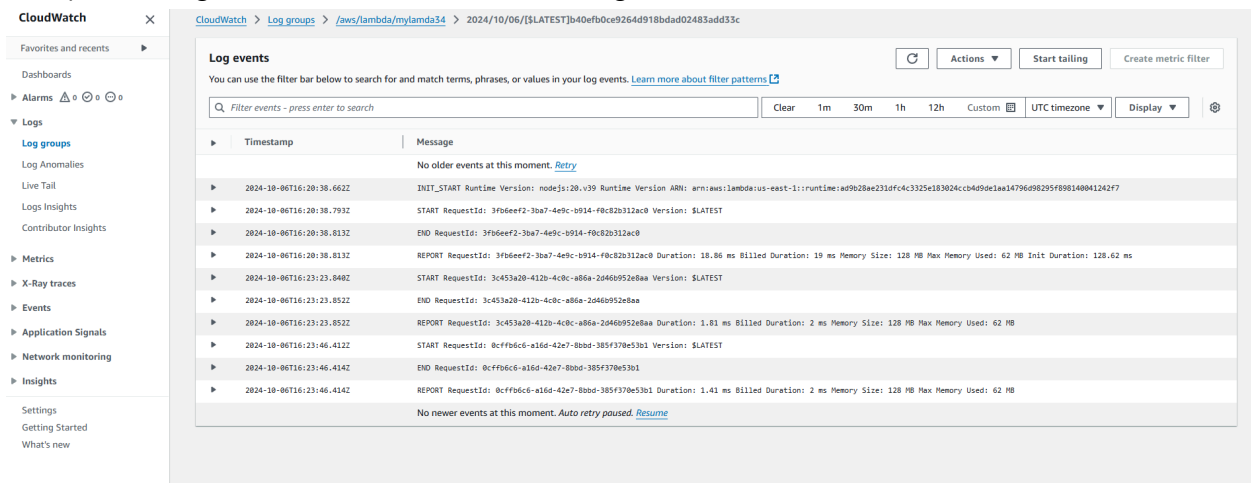 CloudWatch
Favorites and recents
Dashboards
Alarms 0 0 0
Logs
Log groups
Log Anomalies
Live Tail
Logs Insights
Contributor Insights
Metrics
X-Ray traces
Events
Application Signals
Network monitoring
Insights
Settings
Getting Started
What's new
CloudWatch > Log groups > /aws/lambda/mylamda34 > 2024/10/06/[$LATEST]b40efb0ce9264d918bdad02483add33c
Log events
Actions Start tailing Create metric filter
You can use the filter bar below to search for and match terms, phrases, or values in your log events. Learn more about filter patterns
Filter events - press enter to search Clear 1m 30m 1h 12h Custom UTC timezone Display
Timestamp Message
No older events at this moment. Retry
2024-10-06T16:20:38.662Z INIT_START Runtime Version: nodejs:20.v39 Runtime Version ARN: arn:aws:lambda:us-east-1::runtime:ad9b28ae231dfc4c3325e183024ccb4d9de1aa14796d98295f898140041242f7
2024-10-06T16:20:38.793Z START RequestId: 3fb6eef2-3ba7-4e9c-b914-f0c82b312ac0 Version: $LATEST
2024-10-06T16:20:38.813Z END RequestId: 3fb6eef2-3ba7-4e9c-b914-f0c82b312ac0
2024-10-06T16:20:38.813Z REPORT RequestId: 3fb6eef2-3ba7-4e9c-b914-f0c82b312ac0 Duration: 18.86 ms Billed Duration: 19 ms Memory Size: 128 MB Max Memory Used: 62 MB Init Duration: 128.62 ms
2024-10-06T16:23:23.840Z START RequestId: 3c453a20-412b-4c0c-a86a-2d46b952e8aa Version: $LATEST
2024-10-06T16:23:23.852Z END RequestId: 3c453a20-412b-4c0c-a86a-2d46b952e8aa
2024-10-06T16:23:23.852Z REPORT RequestId: 3c453a20-412b-4c0c-a86a-2d46b952e8aa Duration: 1.81 ms Billed Duration: 2 ms Memory Size: 128 MB Max Memory Used: 62 MB
2024-10-06T16:23:46.412Z START RequestId: 0cffb6c6-a16d-42e7-8bbd-385f370e53b1 Version: $LATEST
2024-10-06T16:23:46.414Z END RequestId: 0cffb6c6-a16d-42e7-8bbd-385f370e53b1
2024-10-06T16:23:46.414Z REPORT RequestId: 0cffb6c6-a16d-42e7-8bbd-385f370e53b1 Duration: 1.41 ms Billed Duration: 2 ms Memory Size: 128 MB Max Memory Used: 62 MB
No newer events at this moment. Auto retry paused. Resume